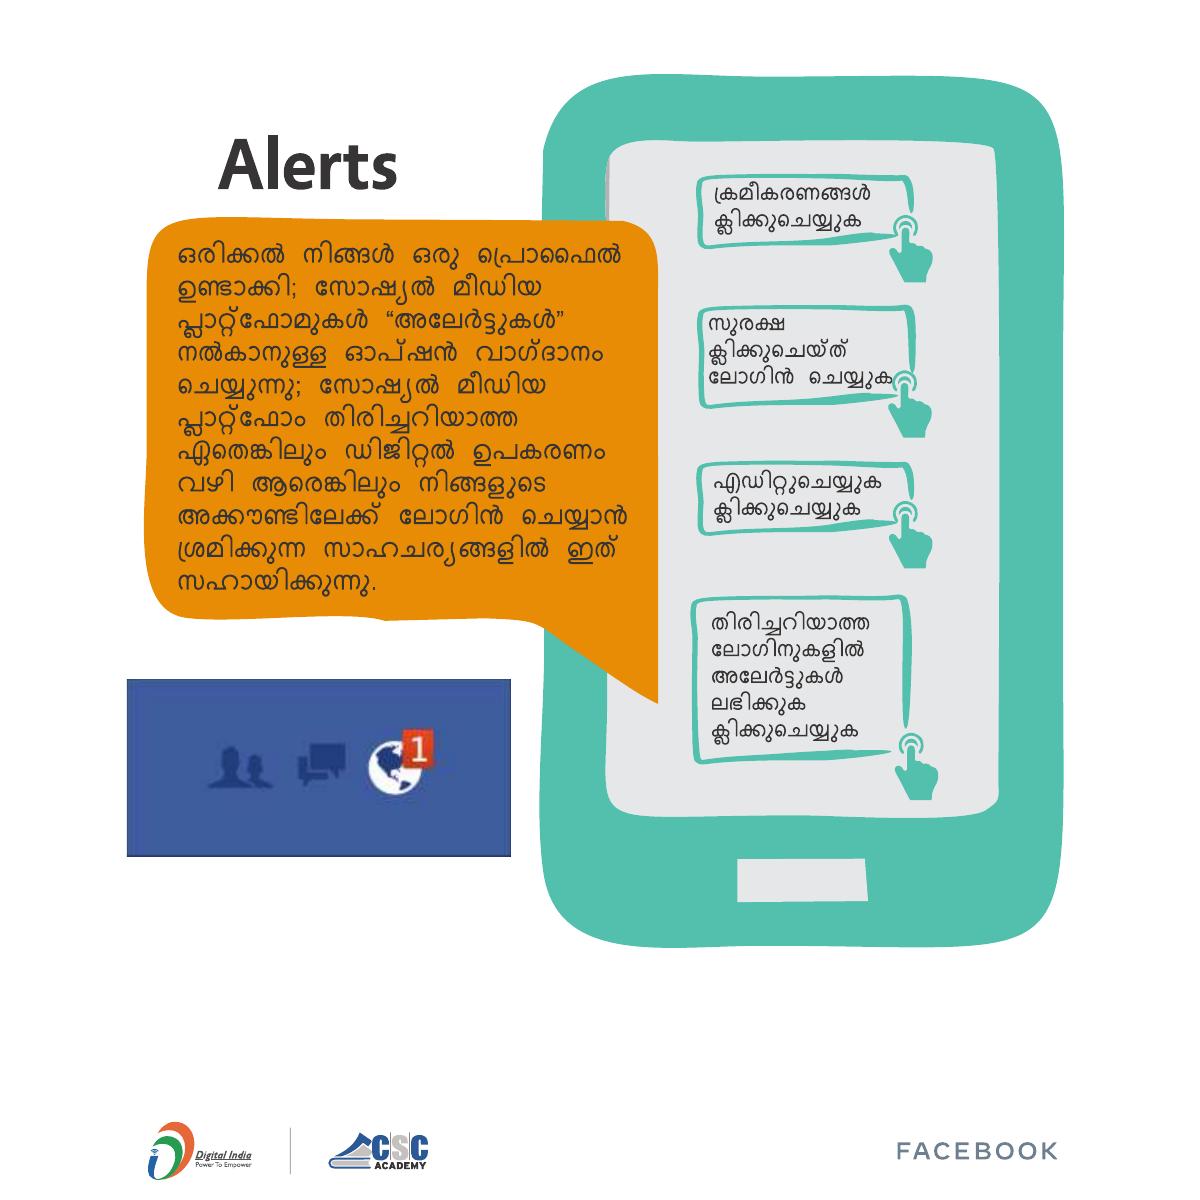 Alerts
ഒരിക്കൽ നിങ്ങൾ ഒരു പ്രൊഫൈൽ
ഉണ്ടാക്കി; സോഷ്യൽ മീഡിയ
പ്ലാറ്റ്ഫോമുകൾ “അലേർട്ടുകൾ”
നൽകാനുള്ള ഓപ്ഷൻ വാഗ്ദാനം
ചെയ്യുന്നു; സോഷ്യൽ മീഡിയ
പ്ലാറ്റ്ഫോം തിരിച്ചറിയാത്ത
ഏതെങ്കിലും ഡിജിറ്റൽ ഉപകരണം
വഴി ആരെങ്കിലും നിങ്ങളുടെ
അക്കൗണ്ടിലേക്ക് ലോഗിൻ ചെയ്യാൻ
ശ്രമിക്കുന്ന സാഹചര്യങ്ങളിൽ ഇത്
സഹായിക്കുന്നു.
ക്രമീകരണങ്ങൾ
ക്ലിക്കുചെയ്യുക
സുരക്ഷ
ക്ലിക്കുചെയ്ത്
ലോഗിൻ ചെയ്യുക
എഡിറ്റുചെയ്യുക
ക്ലിക്കുചെയ്യുക
തിരിച്ചറിയാത്ത
ലോഗിനുകളിൽ
അലേർട്ടുകൾ
ലഭിക്കുക
ക്ലിക്കുചെയ്യുക
1
Digital India
Power To Empower
CSC
ACADEMY
FACEBOOK